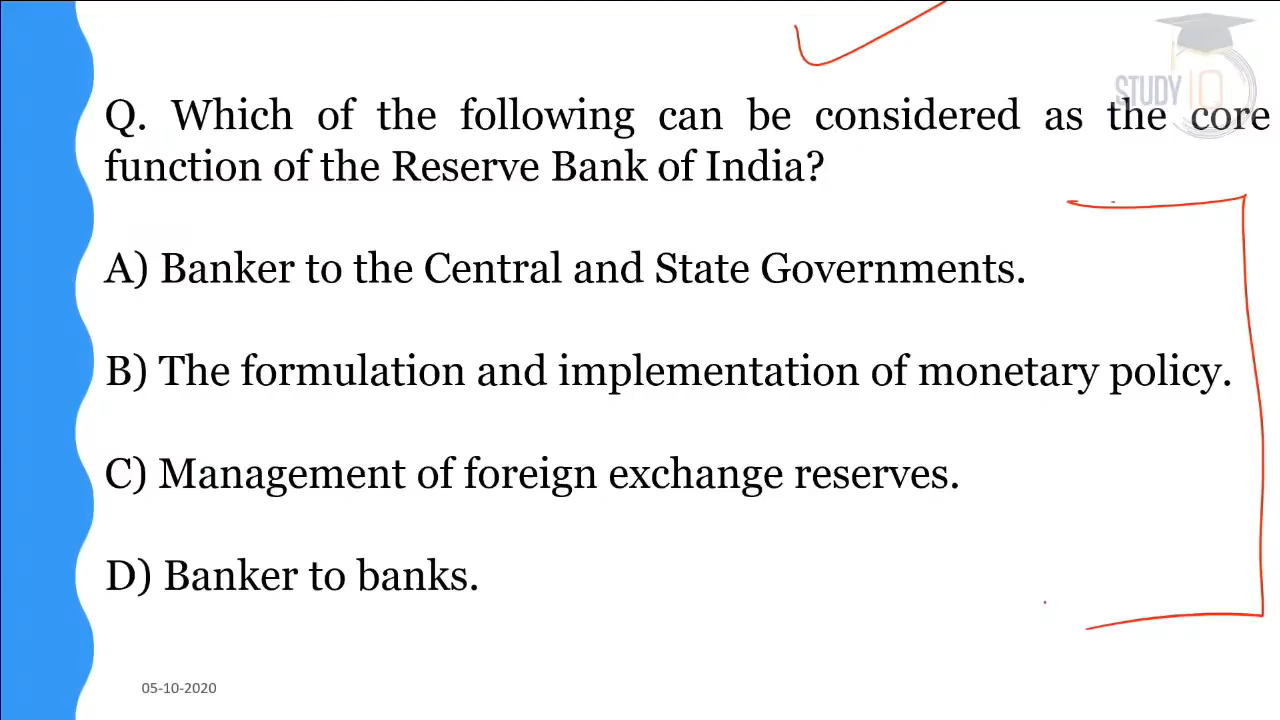 STUDY IQ
Q. Which of the following can be considered as the core
function of the Reserve Bank of India?
A) Banker to the Central and State Governments.
B) The formulation and implementation of monetary policy.
C) Management of foreign exchange reserves.
D) Banker to banks.
05-10-2020